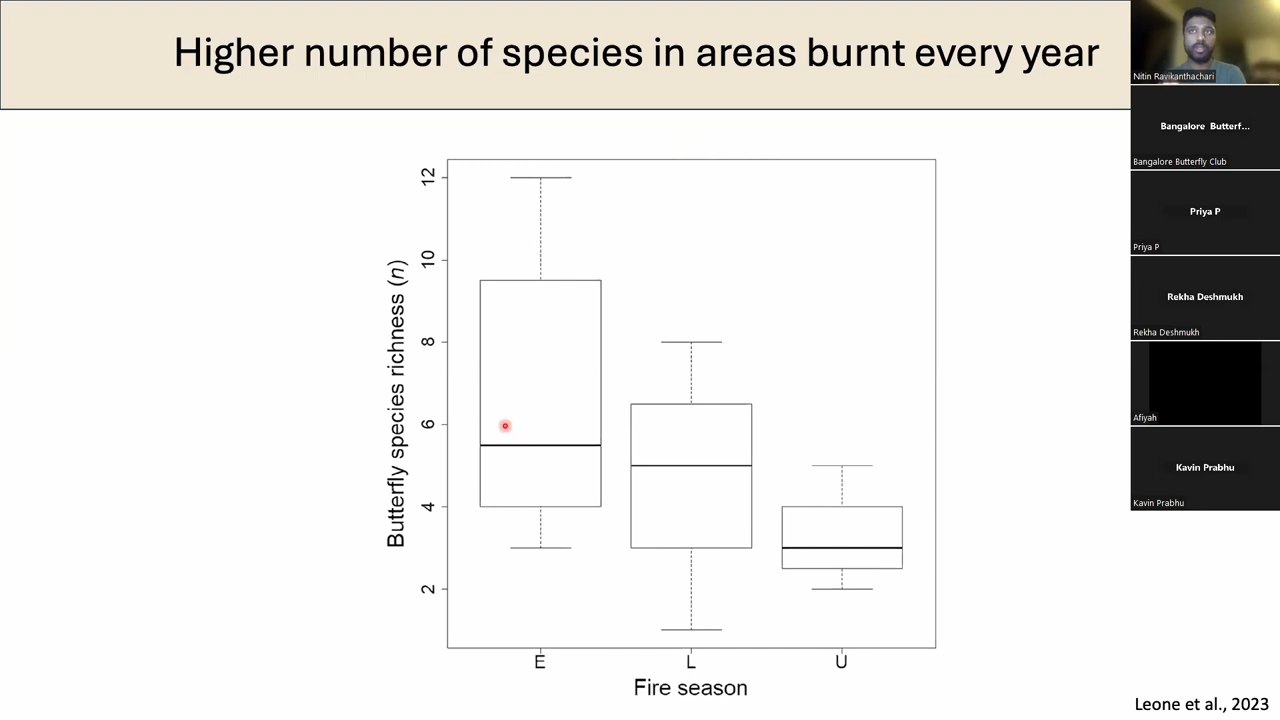 Higher number of species in areas burnt every year
Butterfly species richness (n)
12
10
8
6
4
2
E L U
Fire season
Leone et al., 2023
Nitin Ravikanthachari
Bangalore Butterf...
Bangalore Butterfly Club
Priya P
Priya P
Rekha Deshmukh
Rekha Deshmukh
Afiyah
Kavin Prabhu
Kavin Prabhu